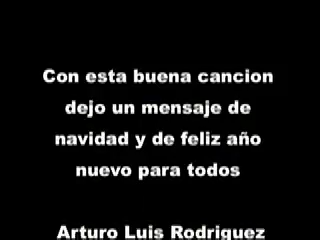 Con esta buena cancion
dejo un mensaje de
navidad y de feliz año
nuevo para todos
Arturo Luis Rodriguez